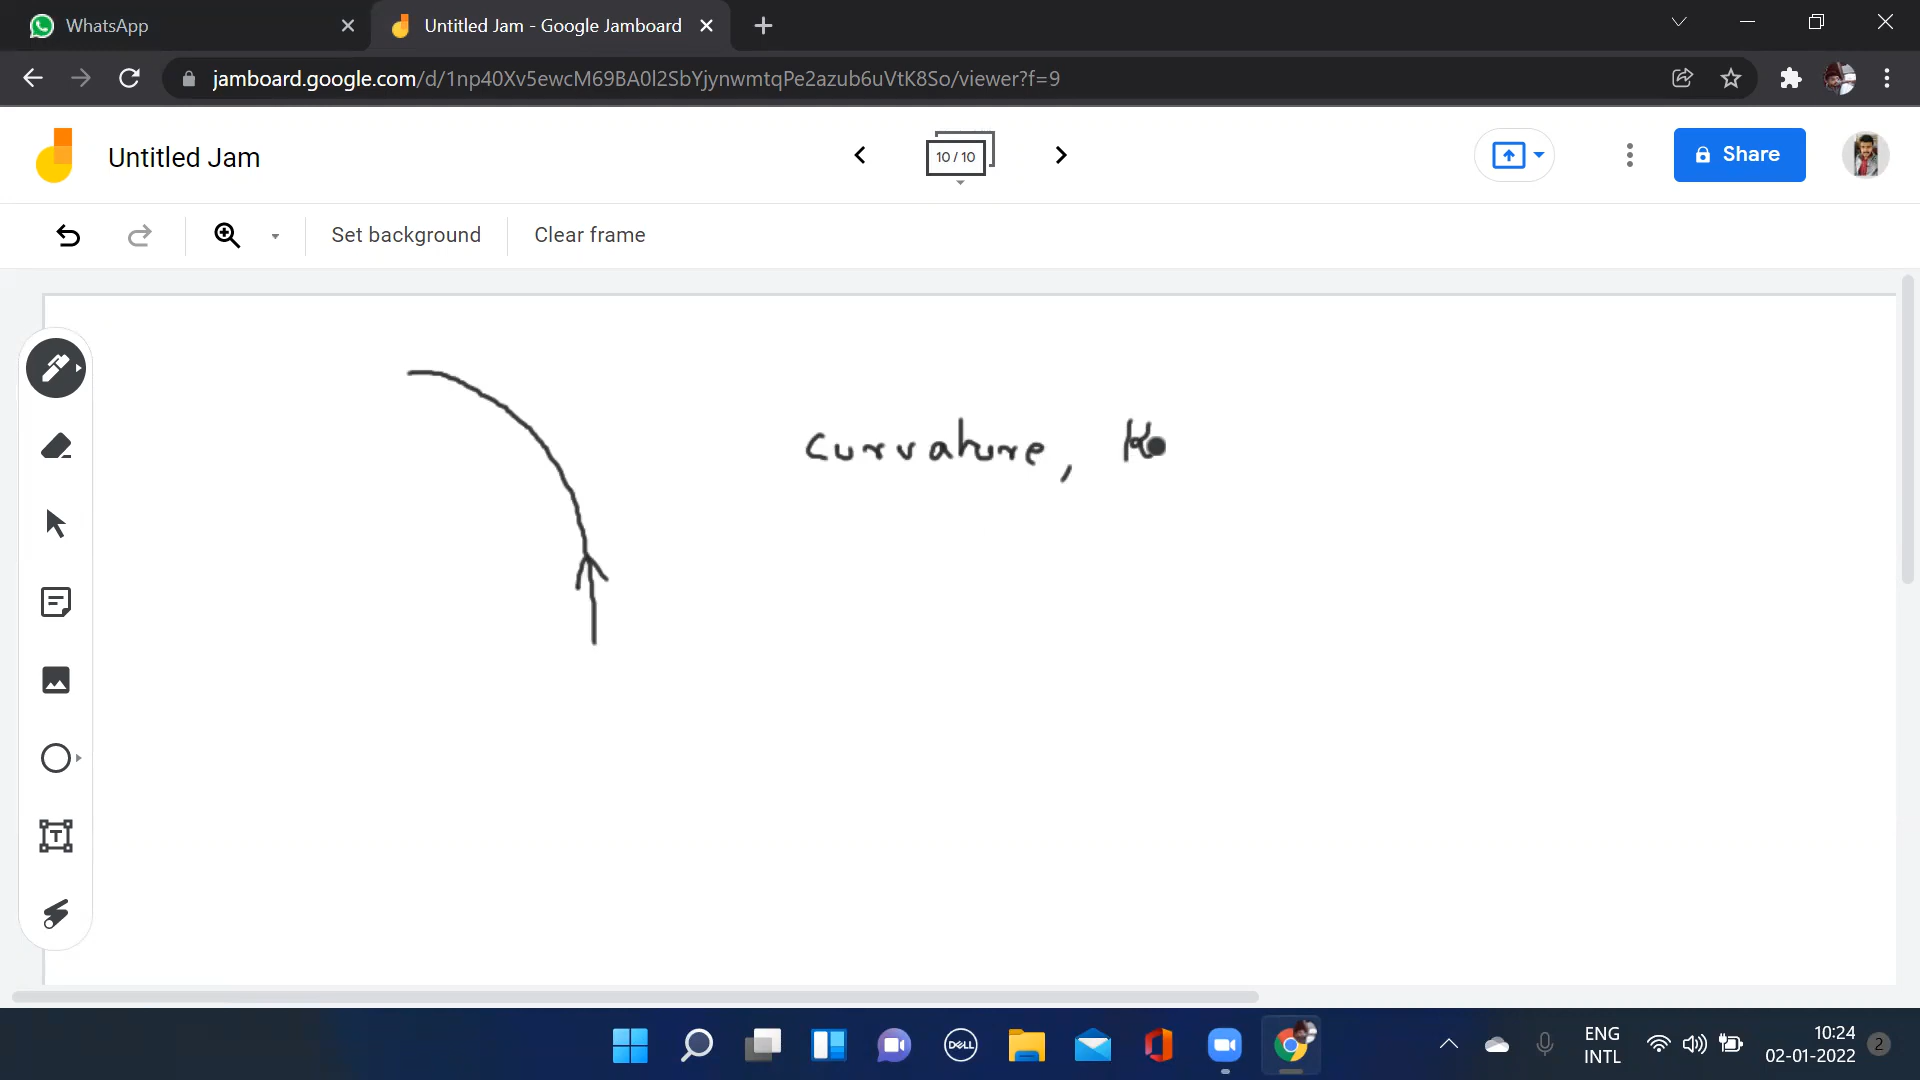 WhatsApp
Untitled Jam - Google Jamboard
jamboard.google.com/d/1np40Xv5ewcM69BA0l2SbYjynwmtqPe2azub6uVtK8So/viewer?f=9
Untitled Jam
10 / 10
Share
Set background
Clear frame
curvature, K
T
DELL
ENG
INTL
10:24
02-01-2022
2